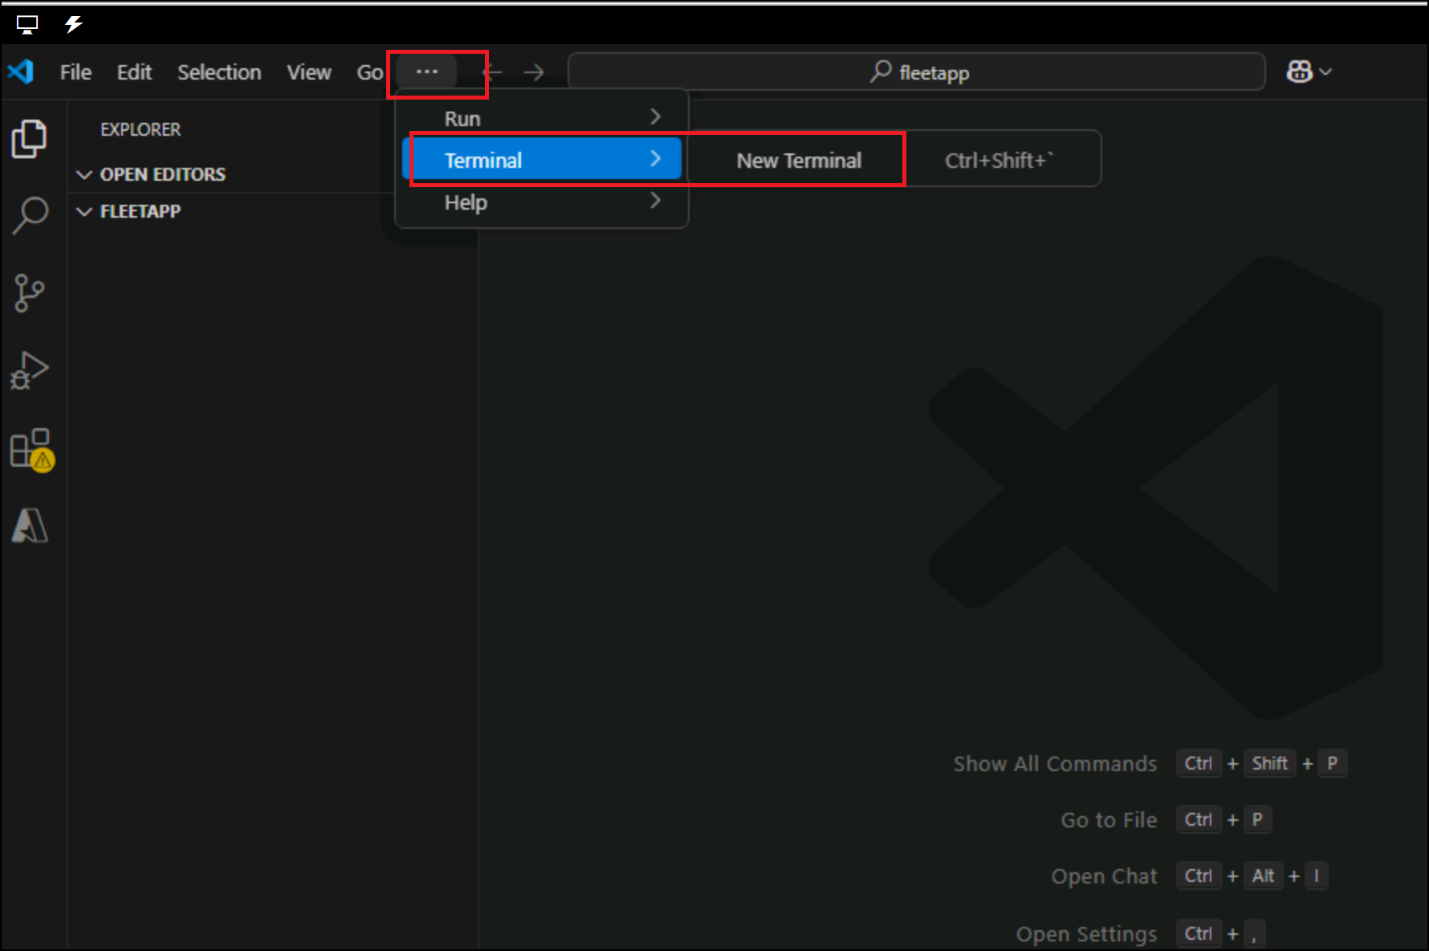 File Edit Selection View Go ··· fleetapp
EXPLORER
OPEN EDITORS
FLEETAPP
Run
Terminal
Help
New Terminal Ctrl+Shift+`
Show All Commands Ctrl + Shift + P
Go to File Ctrl + P
Open Chat Ctrl + Alt + I
Open Settings Ctrl + ,